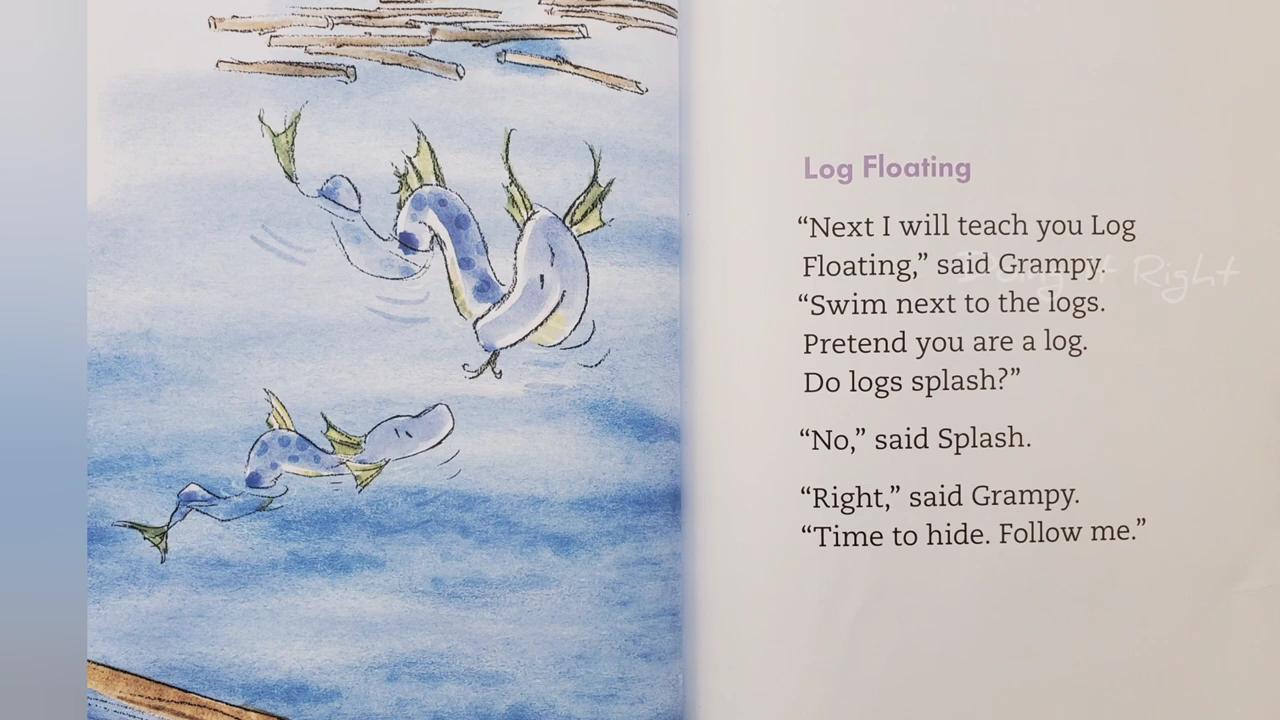 Log Floating
“Next I will teach you Log
Floating,” said Grampy.
“Swim next to the logs.
Pretend you are a log.
Do logs splash?”
“No,” said Splash.
“Right,” said Grampy.
“Time to hide. Follow me.”
Right